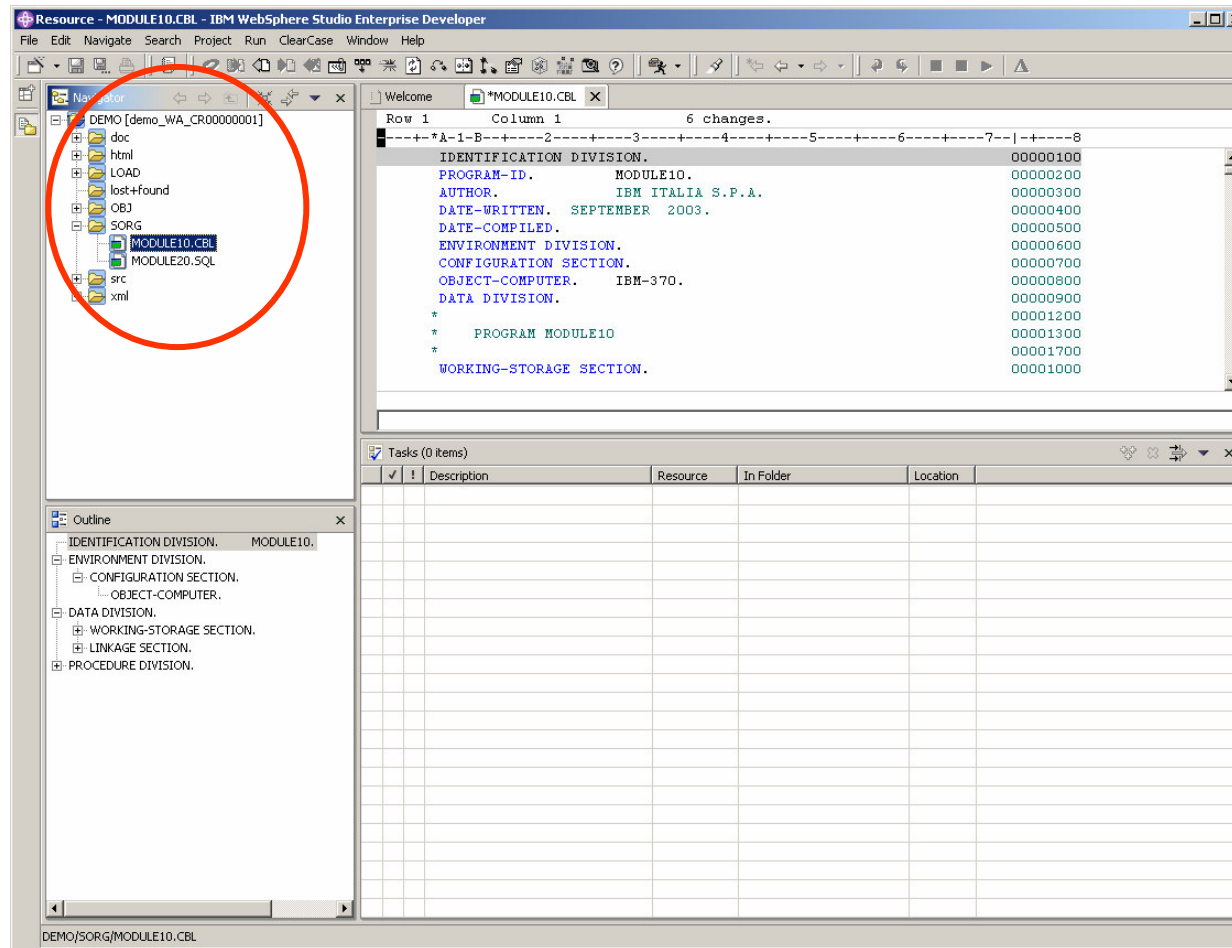 Resource - MODULE10.CBL - IBM WebSphere Studio Enterprise Developer
File Edit Navigate Search Project Run ClearCase Window Help
Navigator
DEMO [demo_WA_CR00000001]
doc
html
LOAD
lost+found
OBJ
SORG
MODULE10.CBL
MODULE20.SQL
src
xml
Welcome *MODULE10.CBL
Row 1 Column 1 6 changes.
----+-*A-1-B--+----2----+----3----+----4----+----5----+----6----+----7--|-+----8
IDENTIFICATION DIVISION. 00000100
PROGRAM-ID. MODULE10. 00000200
AUTHOR. IBM ITALIA S.P.A. 00000300
DATE-WRITTEN. SEPTEMBER 2003. 00000400
DATE-COMPILED. 00000500
ENVIRONMENT DIVISION. 00000600
CONFIGURATION SECTION. 00000700
OBJECT-COMPUTER. IBM-370. 00000800
DATA DIVISION. 00000900
* 00001200
* PROGRAM MODULE10 00001300
* 00001700
WORKING-STORAGE SECTION. 00001000
Outline
IDENTIFICATION DIVISION. MODULE10.
ENVIRONMENT DIVISION.
CONFIGURATION SECTION.
OBJECT-COMPUTER.
DATA DIVISION.
WORKING-STORAGE SECTION.
LINKAGE SECTION.
PROCEDURE DIVISION.
Tasks (0 items)
! Description Resource In Folder Location
DEMO/SORG/MODULE10.CBL